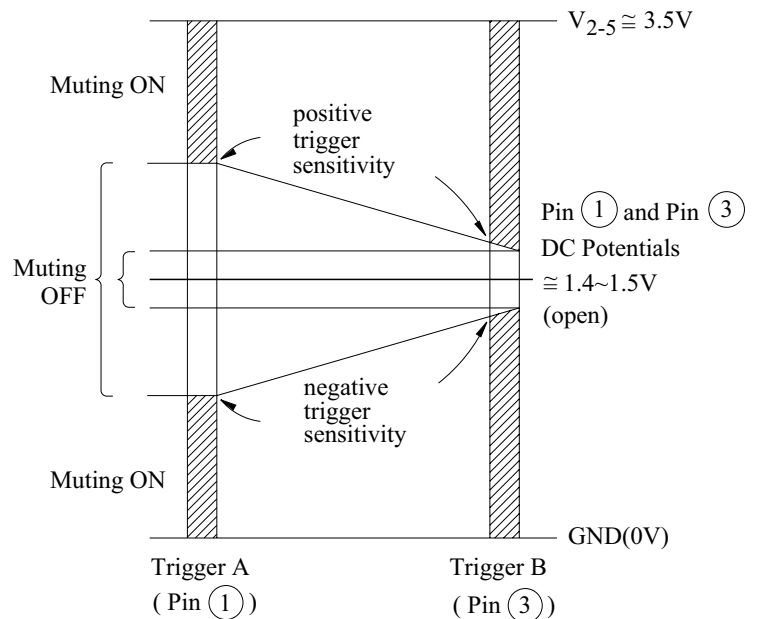 V2-5 ≅ 3.5V
Muting ON
positive
trigger
sensitivity
Pin 1 and Pin 3
DC Potentials
≅ 1.4~1.5V
(open)
Muting
OFF
negative
trigger
sensitivity
Muting ON
GND(0V)
Trigger A
( Pin 1 )
Trigger B
( Pin 3 )